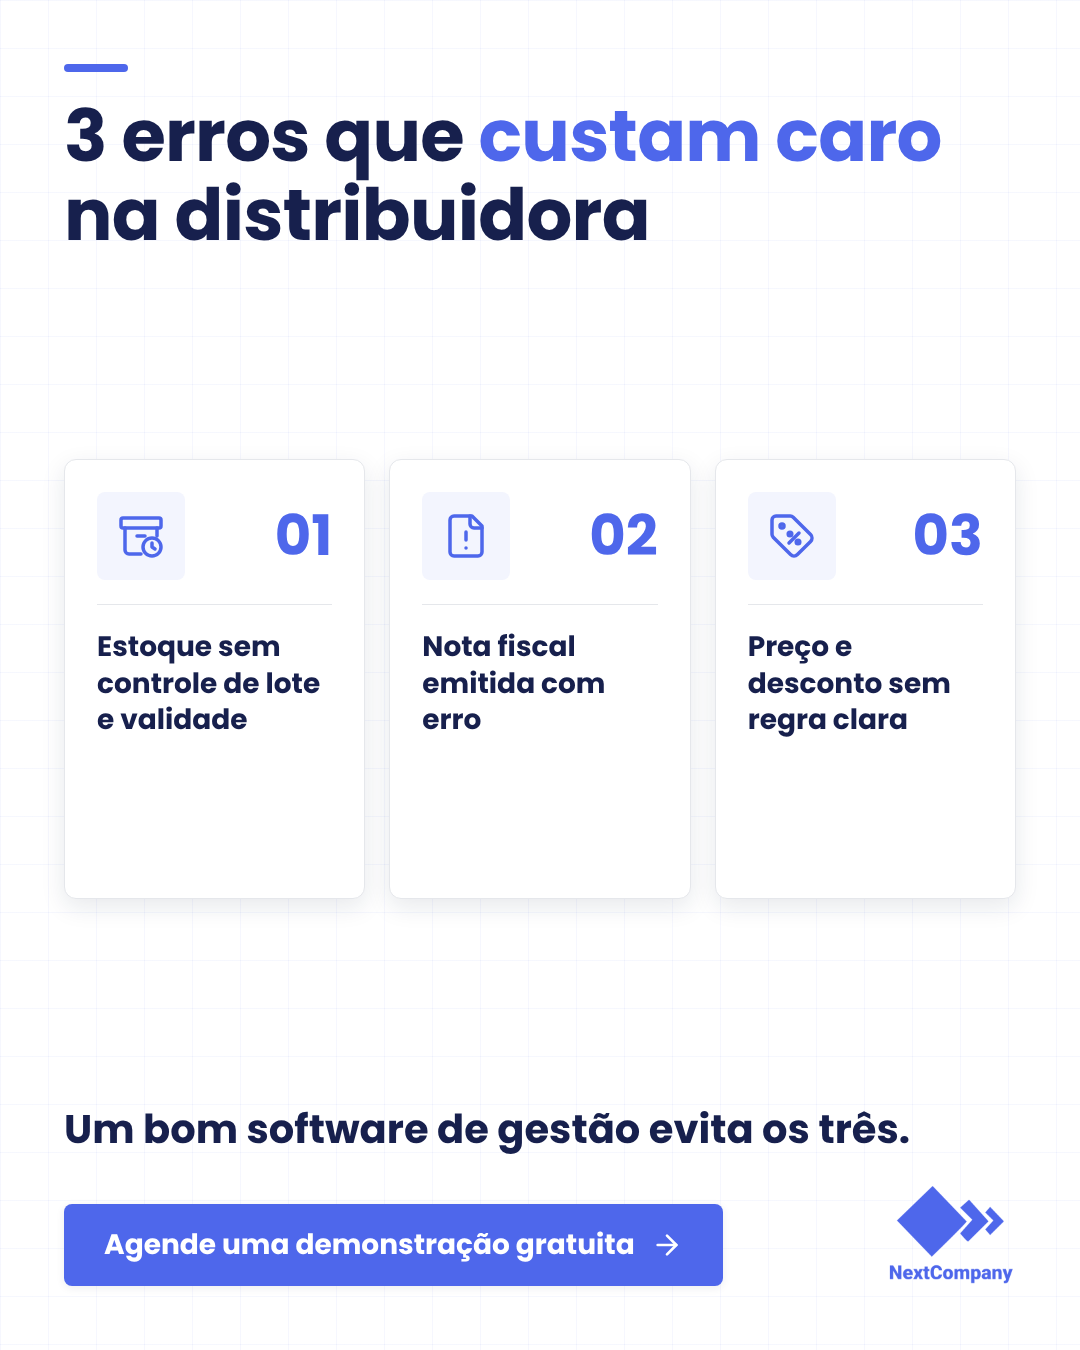 3 erros que custam caro
na distribuidora
01
Estoque sem
controle de lote
e validade
02
Nota fiscal
emitida com
erro
03
Preço e
desconto sem
regra clara
Um bom software de gestão evita os três.
Agende uma demonstração gratuita
NextCompany